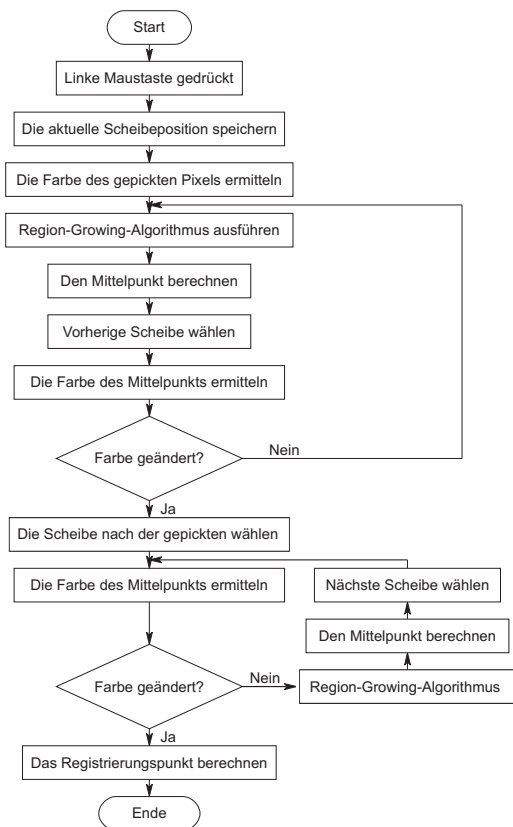 Start
Linke Maustaste gedrückt
Die aktuelle Scheibeposition speichern
Die Farbe des gepickten Pixels ermitteln
Region-Growing-Algorithmus ausführen
Den Mittelpunkt berechnen
Vorherige Scheibe wählen
Die Farbe des Mittelpunkts ermitteln
Farbe geändert?
Nein
Ja
Die Scheibe nach der gepickten wählen
Die Farbe des Mittelpunkts ermitteln
Nächste Scheibe wählen
Den Mittelpunkt berechnen
Farbe geändert?
Nein
Region-Growing-Algorithmus
Ja
Das Registrierungspunkt berechnen
Ende